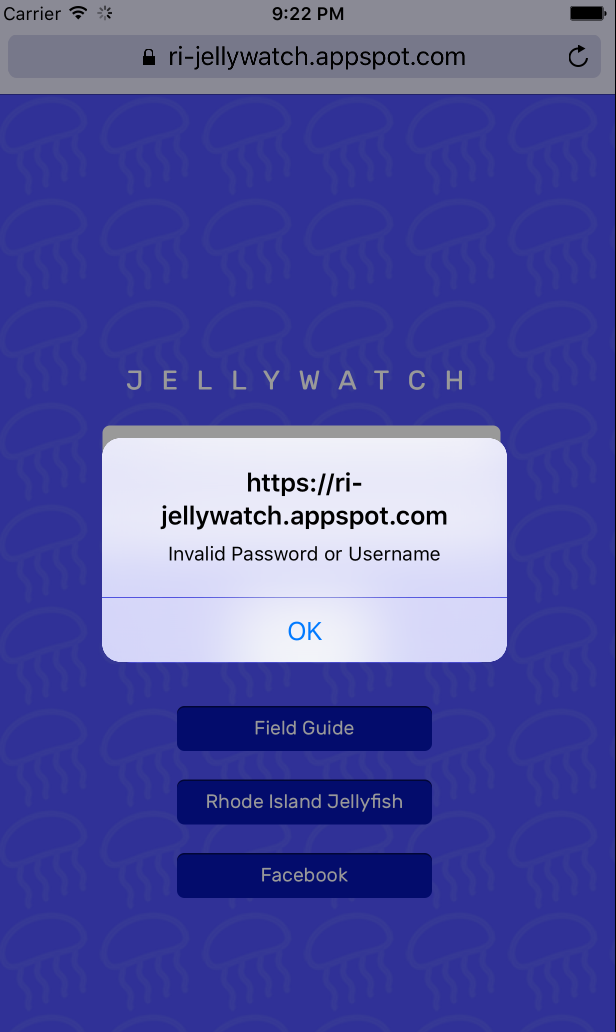 Carrier 9:22 PM
ri-jellywatch.appspot.com
JELLYWATCH
https://ri-
jellywatch.appspot.com
Invalid Password or Username
OK
Field Guide
Rhode Island Jellyfish
Facebook